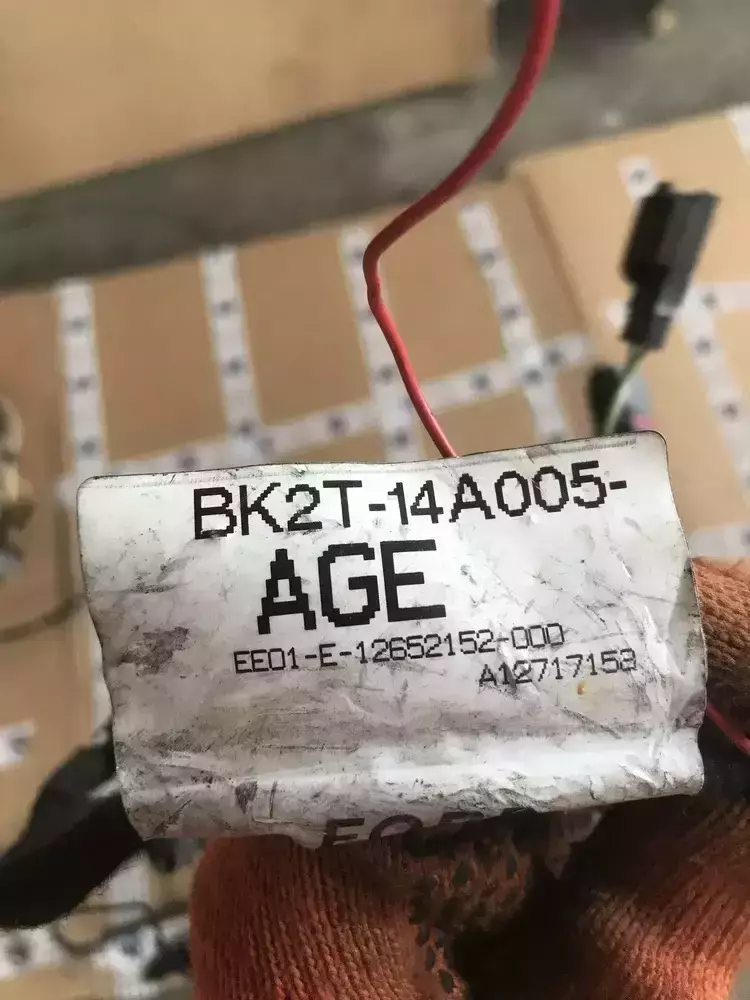 BK2T-14A005-
AGE
EE01-E-12652152-000
A12717153